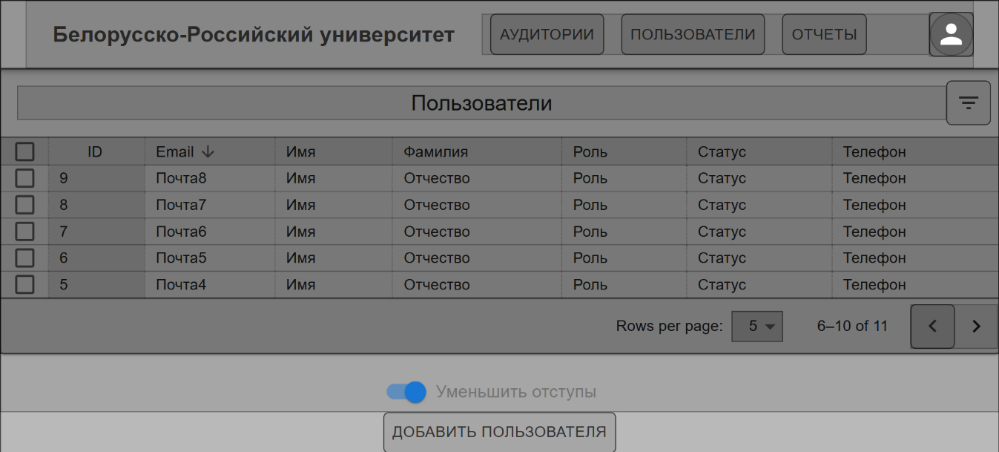 Белорусско-Российский университет АУДИТОРИИ ПОЛЬЗОВАТЕЛИ ОТЧЕТЫ
Пользователи
ID Email Имя Фамилия Роль Статус Телефон
9 Почта8 Имя Отчество Роль Статус Телефон
8 Почта7 Имя Отчество Роль Статус Телефон
7 Почта6 Имя Отчество Роль Статус Телефон
6 Почта5 Имя Отчество Роль Статус Телефон
5 Почта4 Имя Отчество Роль Статус Телефон
Rows per page: 5 6–10 of 11
Уменьшить отступы
ДОБАВИТЬ ПОЛЬЗОВАТЕЛЯ